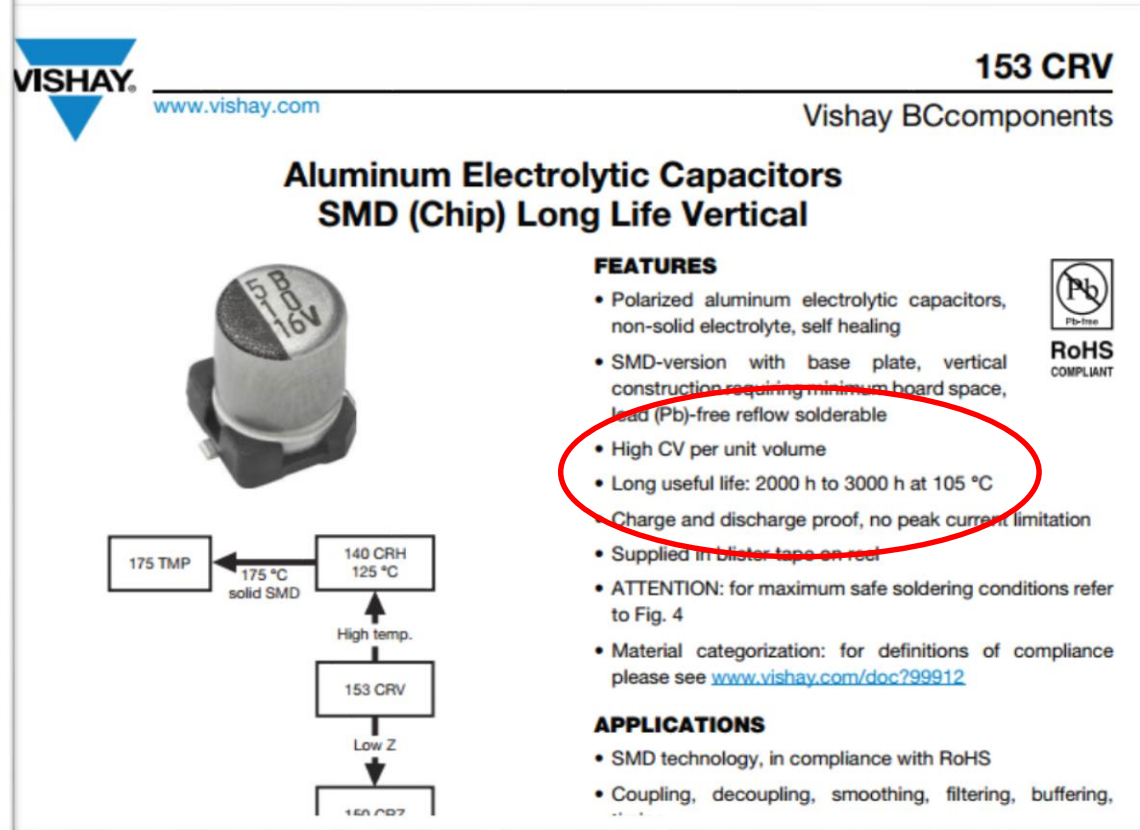 VISHAY.
www.vishay.com
153 CRV
Vishay BCcomponents
Aluminum Electrolytic Capacitors
SMD (Chip) Long Life Vertical
BOV
5116
FEATURES
• Polarized aluminum electrolytic capacitors,
non-solid electrolyte, self healing
• SMD-version with base plate, vertical
construction requiring minimum board space,
lead (Pb)-free reflow solderable
• High CV per unit volume
• Long useful life: 2000 h to 3000 h at 105 °C
• Charge and discharge proof, no peak current limitation
• Supplied in blister tape on reel
• ATTENTION: for maximum safe soldering conditions refer
to Fig. 4
• Material categorization: for definitions of compliance
please see www.vishay.com/doc?99912
Pb
Pb-free
RoHS
COMPLIANT
175 TMP
175 °C
solid SMD
140 CRH
125 °C
High temp.
153 CRV
Low Z
150 CRZ
APPLICATIONS
• SMD technology, in compliance with RoHS
• Coupling, decoupling, smoothing, filtering, buffering,